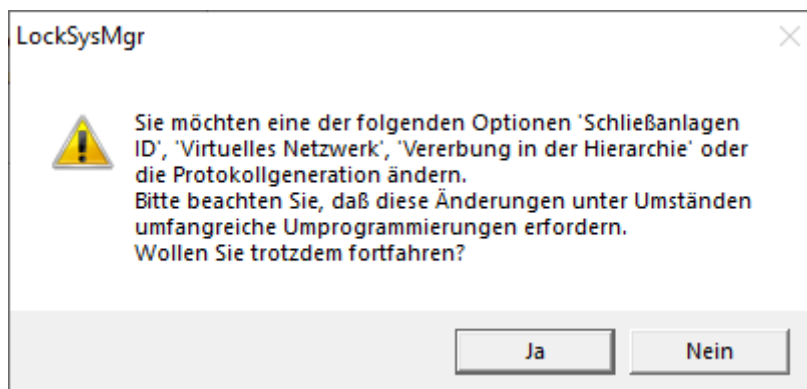 LockSysMgr
Sie möchten eine der folgenden Optionen 'Schließanlagen
ID', 'Virtuelles Netzwerk', 'Vererbung in der Hierarchie' oder
die Protokollgeneration ändern.
Bitte beachten Sie, daß diese Änderungen unter Umständen
umfangreiche Umprogrammierungen erfordern.
Wollen Sie trotzdem fortfahren?
Ja
Nein